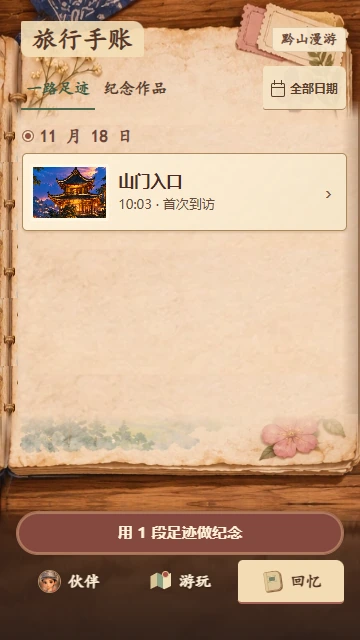 旅行手账
黔山漫游
一路足迹
纪念作品
全部日期
11 月 18 日
山门入口
10:03 · 首次到访
用 1 段足迹做纪念
伙伴
游玩
回忆